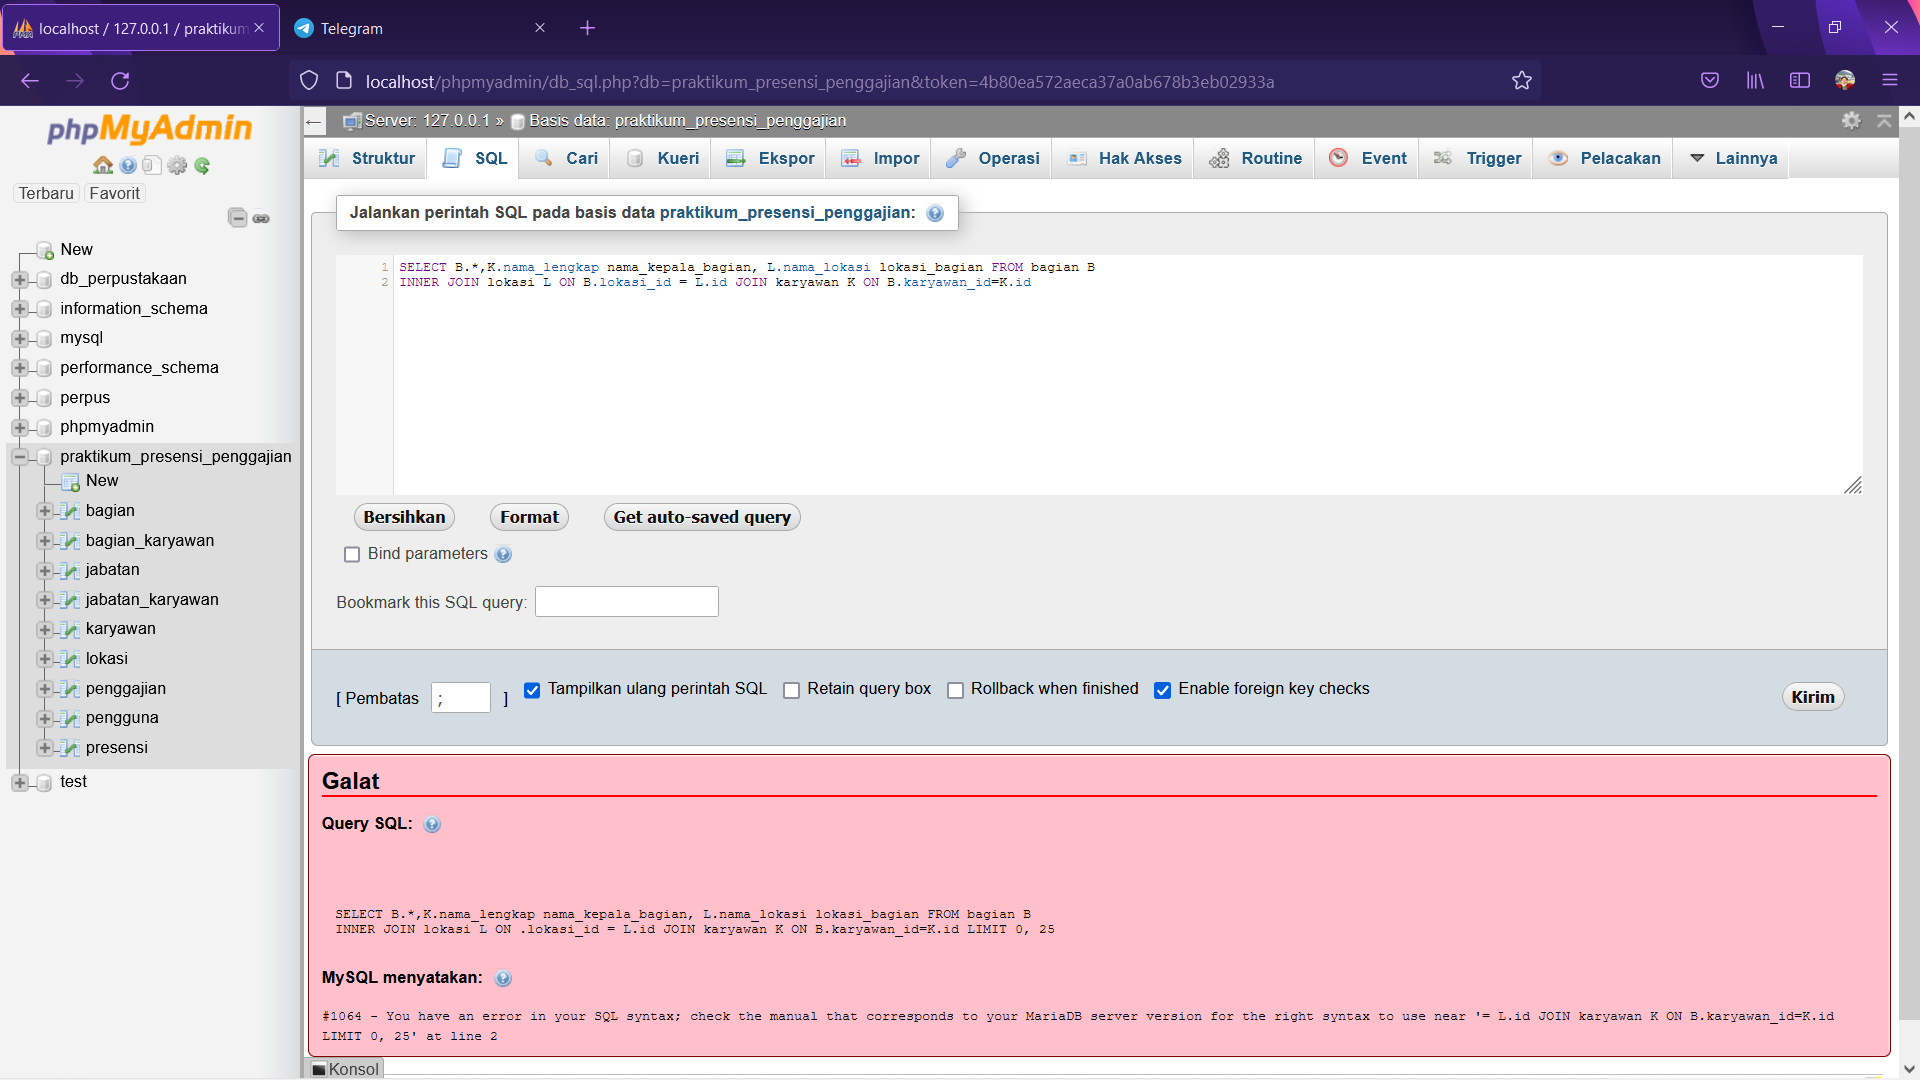 localhost / 127.0.0.1 / praktikum
Telegram
localhost/phpmyadmin/db_sql.php?db=praktikum_presensi_penggajian&token=4b80ea572aeca37a0ab678b3eb02933a
phpMyAdmin
Terbaru Favorit
New
db_perpustakaan
information_schema
mysql
performance_schema
perpus
phpmyadmin
praktikum_presensi_penggajian
New
bagian
bagian_karyawan
jabatan
jabatan_karyawan
karyawan
lokasi
penggajian
pengguna
presensi
test
Server: 127.0.0.1 » Basis data: praktikum_presensi_penggajian
Struktur SQL Cari Kueri Ekspor Impor Operasi Hak Akses Routine Event Trigger Pelacakan Lainnya
Jalankan perintah SQL pada basis data praktikum_presensi_penggajian:
1 SELECT B.*,K.nama_lengkap nama_kepala_bagian, L.nama_lokasi lokasi_bagian FROM bagian B
2 INNER JOIN lokasi L ON B.lokasi_id = L.id JOIN karyawan K ON B.karyawan_id=K.id
Bersihkan Format Get auto-saved query
Bind parameters
Bookmark this SQL query:
[ Pembatas ; ] Tampilkan ulang perintah SQL Retain query box Rollback when finished Enable foreign key checks Kirim
Galat
Query SQL:
SELECT B.*,K.nama_lengkap nama_kepala_bagian, L.nama_lokasi lokasi_bagian FROM bagian B
INNER JOIN lokasi L ON .lokasi_id = L.id JOIN karyawan K ON B.karyawan_id=K.id LIMIT 0, 25
MySQL menyatakan:
#1064 - You have an error in your SQL syntax; check the manual that corresponds to your MariaDB server version for the right syntax to use near '= L.id JOIN karyawan K ON B.karyawan_id=K.id
LIMIT 0, 25' at line 2
Konsol